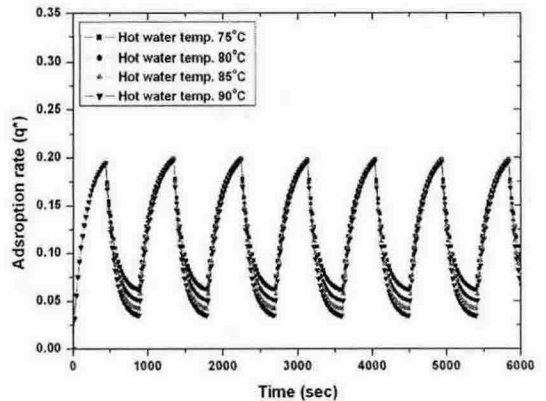 0.35
0.30
0.25
0.20
0.15
0.10
0.05
0.00
Adsroption rate (q*)
Hot water temp. 75°C
Hot water temp. 80°C
Hot water temp. 85°C
Hot water temp. 90°C
0 1000 2000 3000 4000 5000 6000
Time (sec)